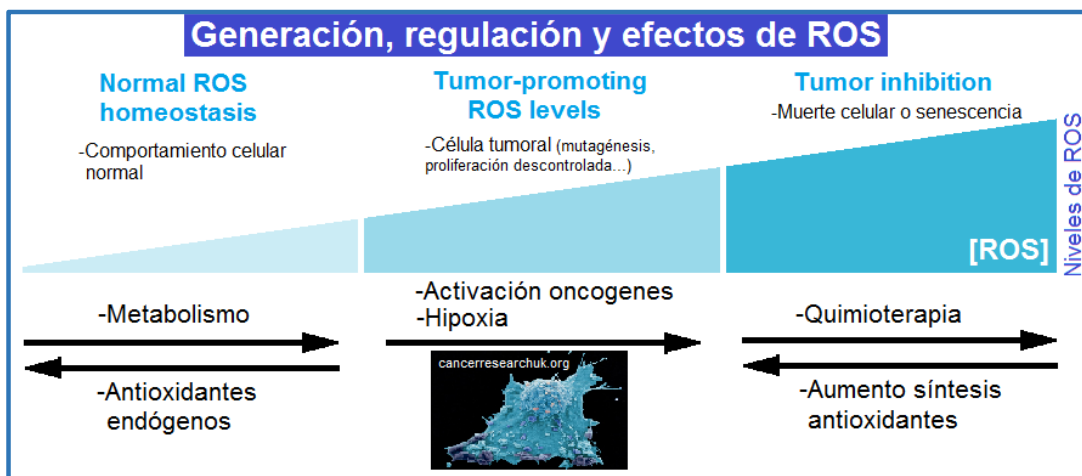 Generación, regulación y efectos de ROS
Normal ROS
homeostasis
-Comportamiento celular
normal
Tumor-promoting
ROS levels
-Célula tumoral (mutagénesis,
proliferación descontrolada...)
Tumor inhibition
-Muerte celular o senescencia
[ROS]
Niveles de ROS
-Metabolismo
-Antioxidantes
endógenos
-Activación oncogenes
-Hipoxia
cancerresearchuk.org
-Quimioterapia
-Aumento síntesis
antioxidantes